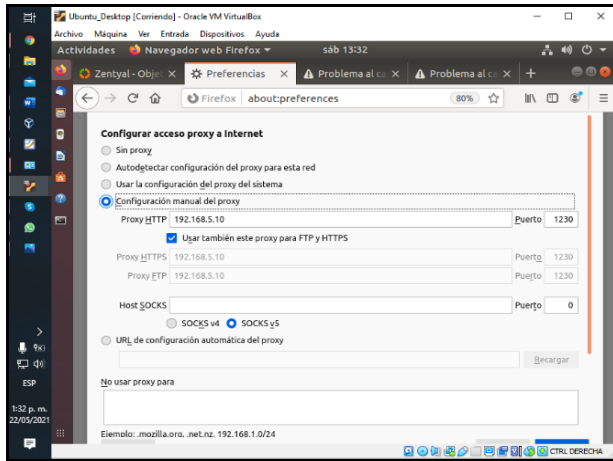 Ubuntu_Desktop [Corriendo] - Oracle VM VirtualBox
Archivo Máquina Ver Entrada Dispositivos Ayuda
Actividades Navegador web Firefox sáb 13:32
Zentyal - Obje Preferencias Problema al ca Problema al ca
Firefox about:preferences 80%
Configurar acceso proxy a Internet
Sin proxy
Autodetectar configuración del proxy para esta red
Usar la configuración del proxy del sistema
Configuración manual del proxy
Proxy HTTP 192.168.5.10 Puerto 1230
Usar también este proxy para FTP y HTTPS
Proxy HTTPS 192.168.5.10 Puerto 1230
Proxy FTP 192.168.5.10 Puerto 1230
Host SOCKS Puerto 0
SOCKS v4 SOCKS v5
URL de configuración automática del proxy
Recargar
No usar proxy para
Ejemplo: .mozilla.org, .net.nz, 192.168.1.0/24
CTRL DERECHA
ESP
1:32 p. m.
22/05/2021